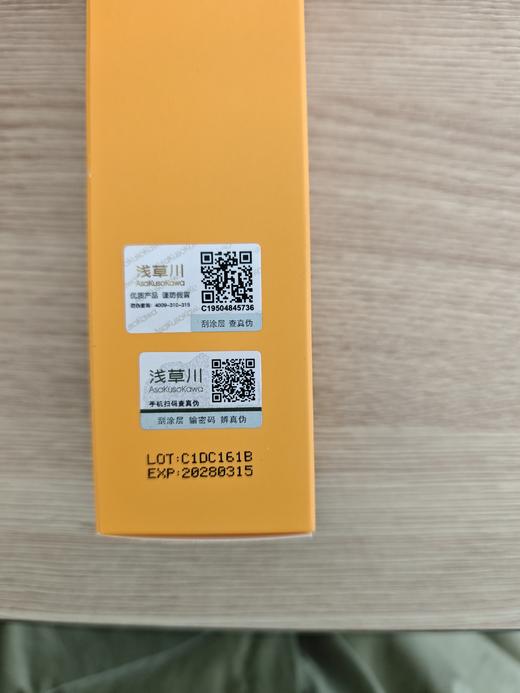 浅草川
AsaKusaKawa
优质产品 谨防假冒
防伪查询: 4009-310-315
C19504845736
刮涂层 查真伪
浅草川
AsaKusaKawa
手机扫码查真伪
刮涂层 输密码 辨真伪
LOT:C1DC161B
EXP:20280315